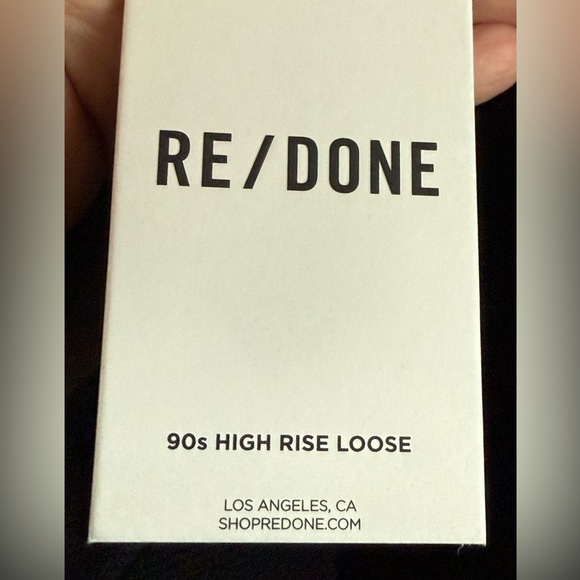 RE/DONE
90s HIGH RISE LOOSE
LOS ANGELES, CA
SHOPREDONE.COM